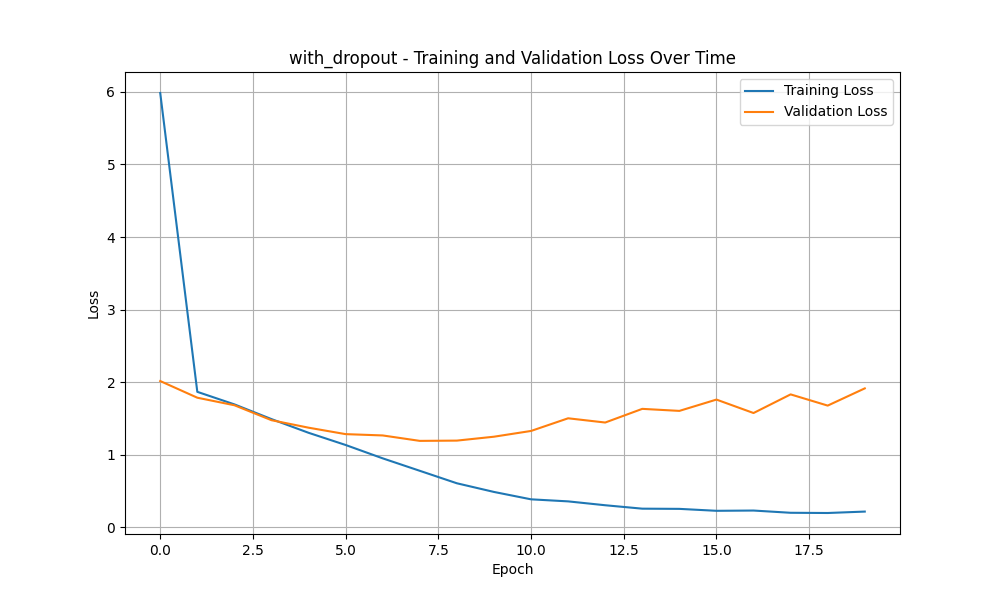 with_dropout - Training and Validation Loss Over Time
Training Loss
Validation Loss
6
5
4
3
2
1
0
Loss
0.0 2.5 5.0 7.5 10.0 12.5 15.0 17.5
Epoch